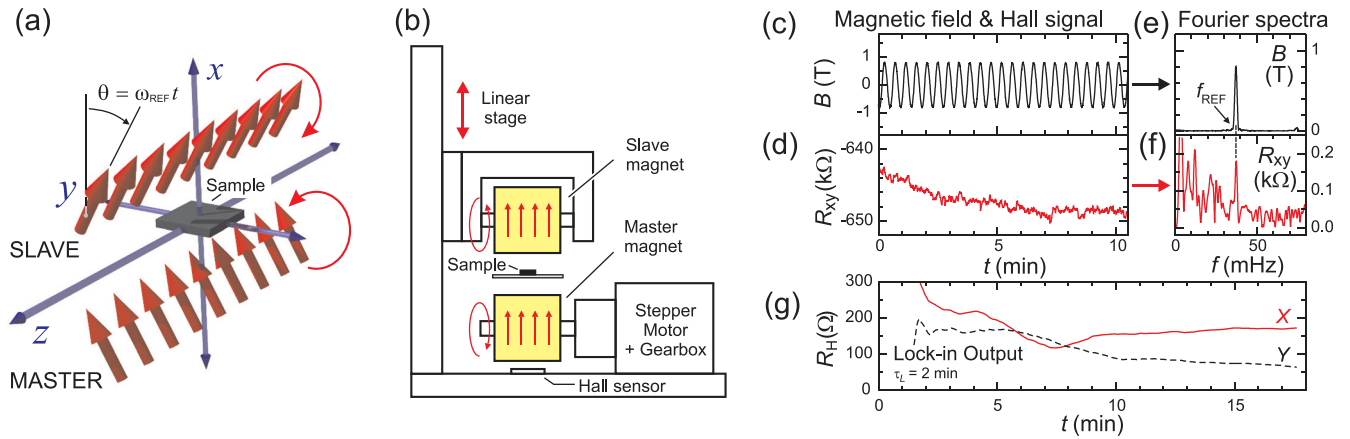 (a)
x
θ = ωREF t
Sample
y
SLAVE
z
MASTER
(b)
Linear
stage
Slave
magnet
Master
magnet
Sample
Stepper
Motor
+ Gearbox
Hall sensor
Magnetic field & Hall signal
Fourier spectra
(c)
B (T)
1
0
-1
(e)
B
(T)
fREF
1
0
(d)
Rxy(kΩ)
-640
-650
0
5
10
t (min)
(f)
Rxy
(kΩ)
0.2
0.1
0.0
0
50
f (mHz)
(g)
RH(Ω)
300
200
100
0
X
Y
Lock-in Output
τL = 2 min
0
5
10
15
t (min)